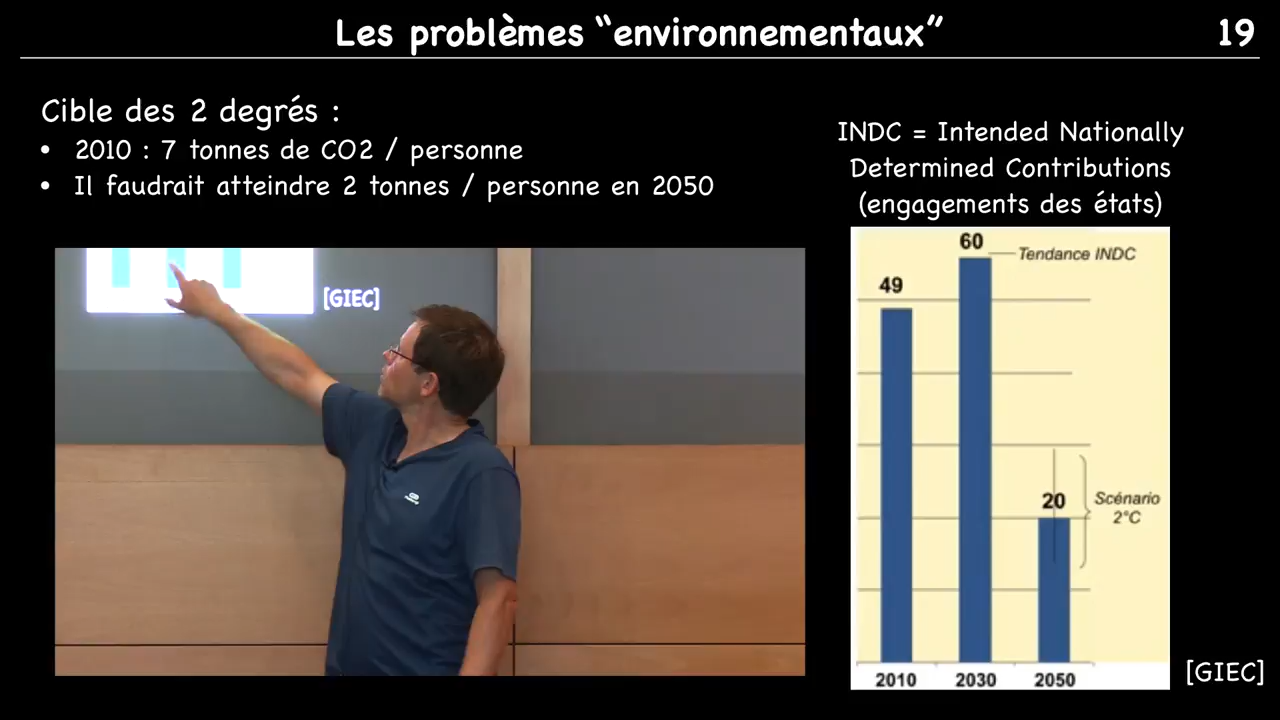 Les problèmes “environnementaux”
19
Cible des 2 degrés :
• 2010 : 7 tonnes de CO2 / personne
• Il faudrait atteindre 2 tonnes / personne en 2050
INDC = Intended Nationally
Determined Contributions
(engagements des états)
[GIEC]
60
Tendance INDC
49
20
Scénario
2°C
2010
2030
2050
[GIEC]